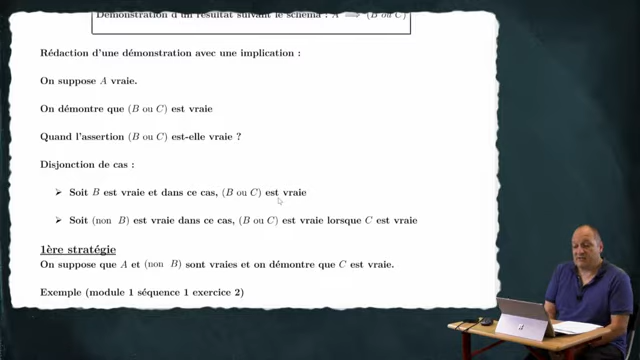 Démonstration d'un résultat suivant le schéma : A ⟹ (B ou C)
Rédaction d'une démonstration avec une implication :
On suppose A vraie.
On démontre que (B ou C) est vraie
Quand l'assertion (B ou C) est-elle vraie ?
Disjonction de cas :
➢ Soit B est vraie et dans ce cas, (B ou C) est vraie
➢ Soit (non B) est vraie dans ce cas, (B ou C) est vraie lorsque C est vraie
1ère stratégie
On suppose que A et (non B) sont vraies et on démontre que C est vraie.
Exemple (module 1 séquence 1 exercice 2)